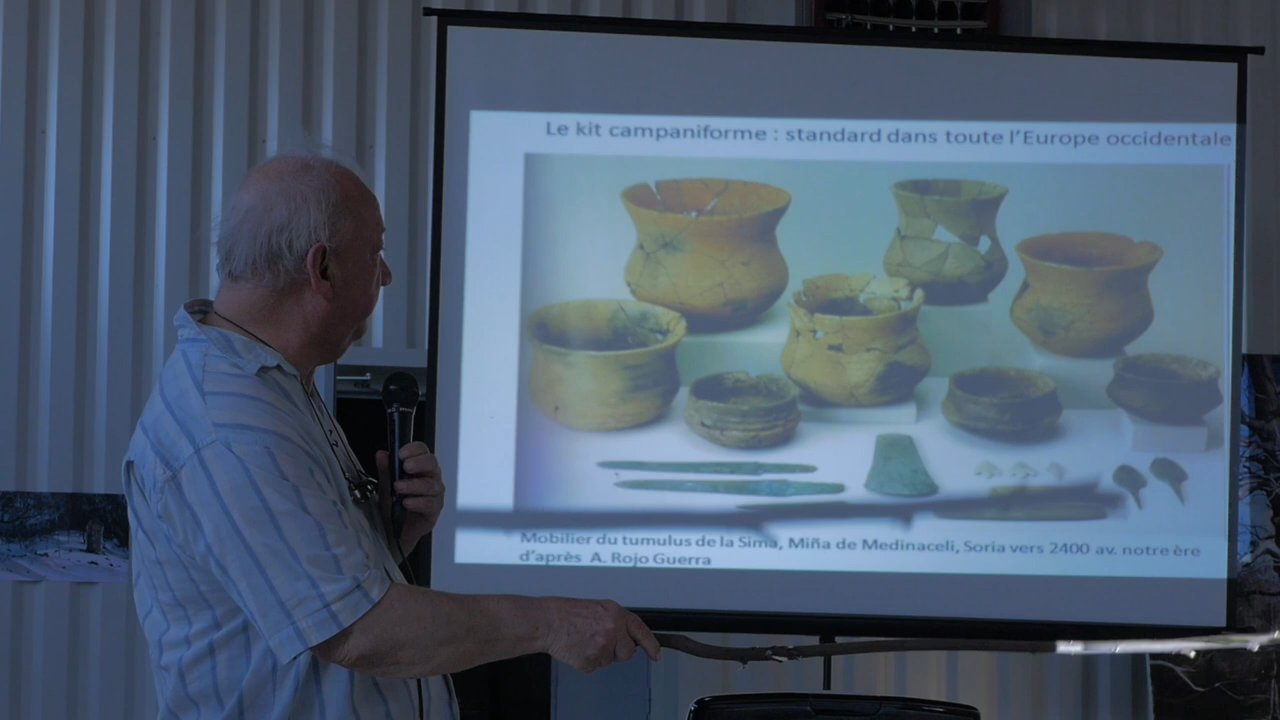 Le kit campaniforme : standard dans toute l'Europe occidentale
Mobilier du tumulus de la Sima, Miña de Medinaceli, Soria vers 2400 av. notre ère
d'après A. Rojo Guerra